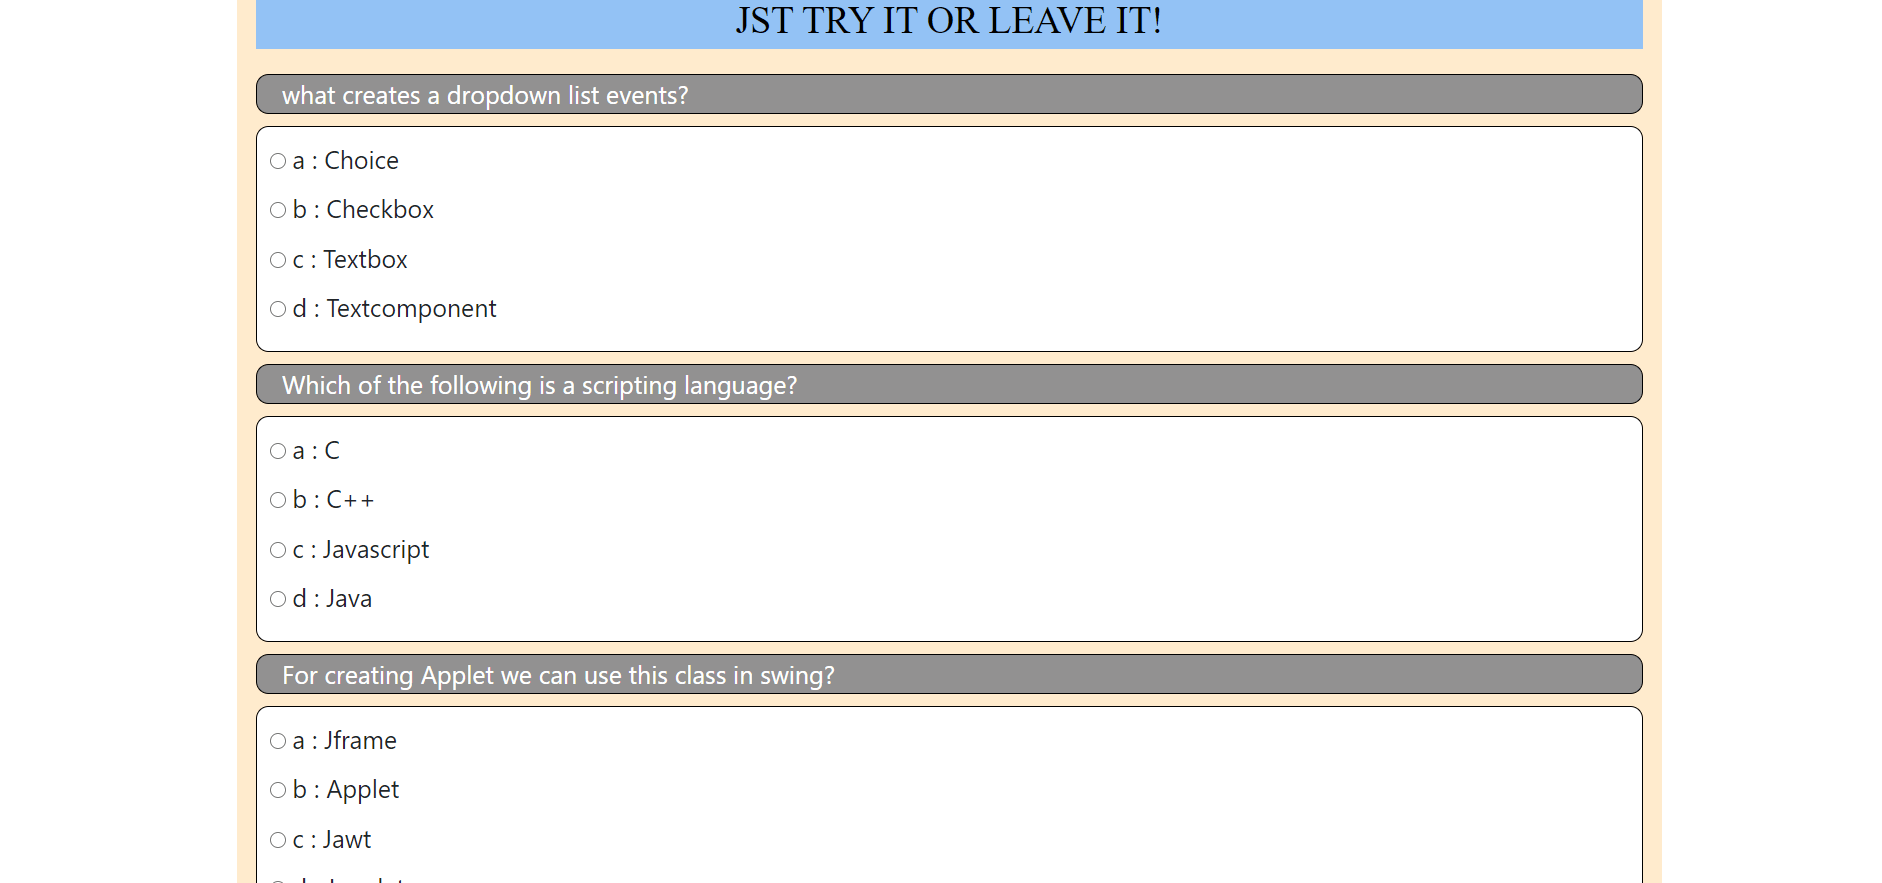 JST TRY IT OR LEAVE IT!
what creates a dropdown list events?
a : Choice
b : Checkbox
c : Textbox
d : Textcomponent
Which of the following is a scripting language?
a : C
b : C++
c : Javascript
d : Java
For creating Applet we can use this class in swing?
a : Jframe
b : Applet
c : Jawt